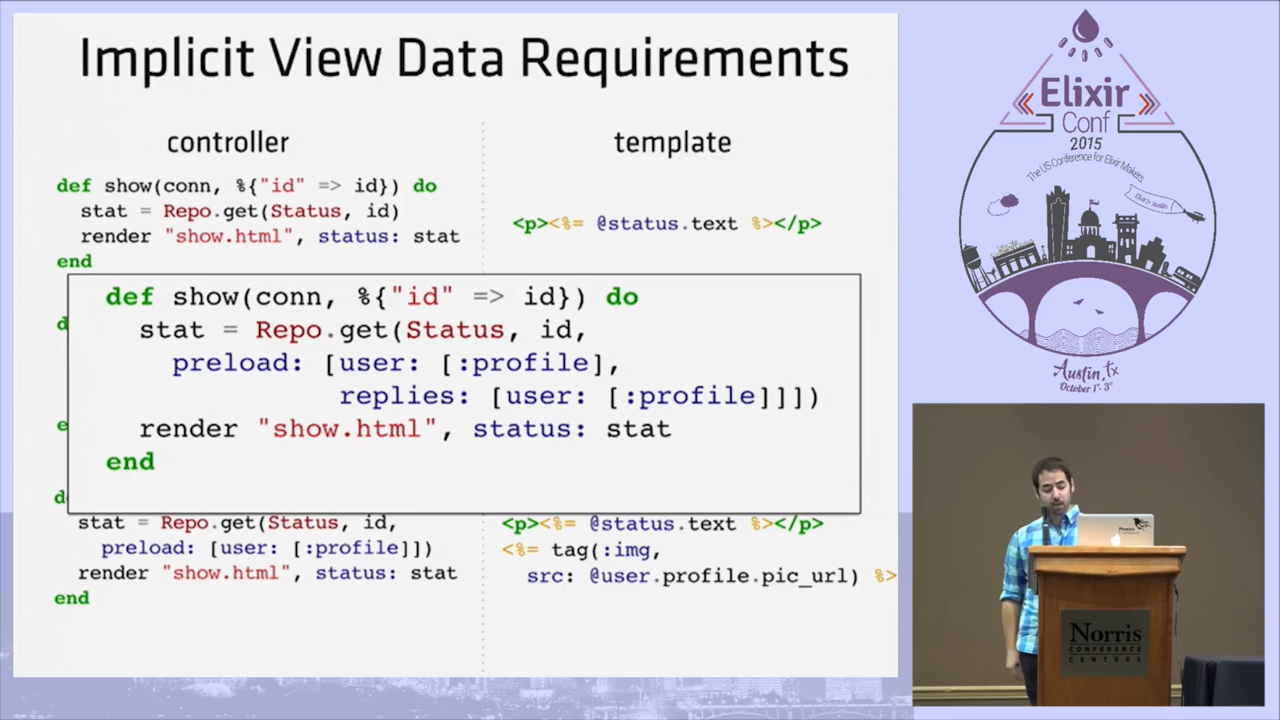 Implicit View Data Requirements
controller
template
def show(conn, %{"id" => id}) do
stat = Repo.get(Status, id)
render "show.html", status: stat
end
<p><%= @status.text %></p>
def show(conn, %{"id" => id}) do
stat = Repo.get(Status, id,
preload: [user: [:profile],
replies: [user: [:profile]]])
render "show.html", status: stat
end
stat = Repo.get(Status, id,
preload: [user: [:profile]])
render "show.html", status: stat
end
<p><%= @status.text %></p>
<%= tag(:img,
src: @user.profile.pic_url) %>
Elixir
Conf
2015
The US Conference for Elixir Makers
Austin, Tx
October 1st - 3rd
Norris
CONFERENCE
CENTERS